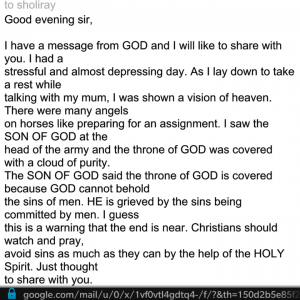 to sholiray
Good evening sir,
I have a message from GOD and I will like to share with
you. I had a
stressful and almost depressing day. As I lay down to take
a rest while
talking with my mum, I was shown a vision of heaven.
There were many angels
on horses like preparing for an assignment. I saw the
SON OF GOD at the
head of the army and the throne of GOD was covered
with a cloud of purity.
The SON OF GOD said the throne of GOD is covered
because GOD cannot behold
the sins of men. HE is grieved by the sins being
committed by men. I guess
this is a warning that the end is near. Christians should
watch and pray,
avoid sins as much as they can by the help of the HOLY
Spirit. Just thought
to share with you.
google.com/mail/u/0/x/1vf0vtl4gdtq4-/f/?&th=150d2b5e85f